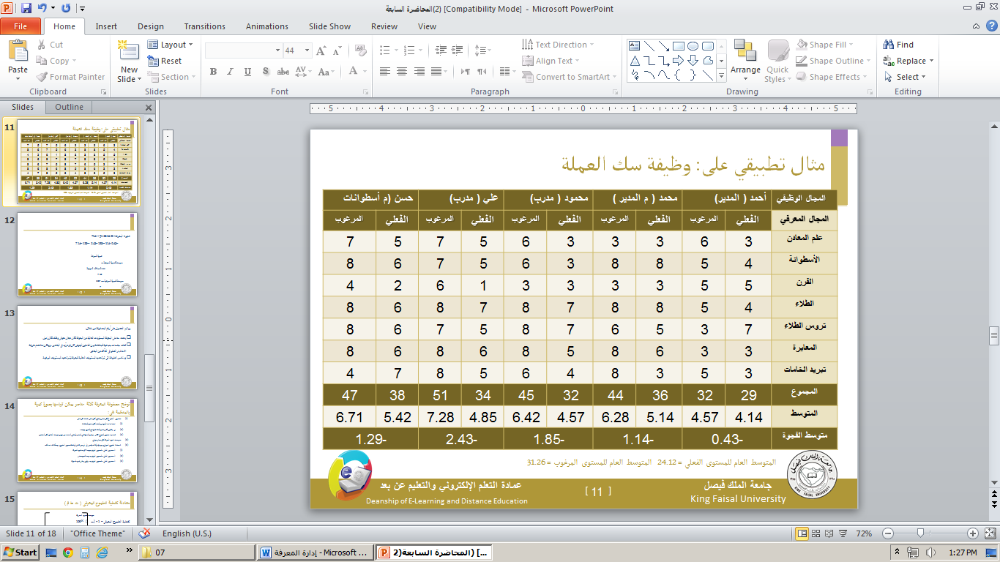 المحاضرة السابعة(2) [Compatibility Mode] - Microsoft PowerPoint
File Home Insert Design Transitions Animations Slide Show Review View
Paste Cut Copy Format Painter Clipboard
New Slide Layout Reset Section Slides
44 Font
Text Direction Align Text Convert to SmartArt Paragraph
Arrange Quick Styles Shape Fill Shape Outline Shape Effects Drawing
Find Replace Select Editing
Slides Outline
11
12
13
14
15
مثال تطبيقي على: وظيفة سك العملة
المجال الوظيفي أحمد ( المدير) محمد ( م المدير ) محمود ( مدرب) علي ( مدرب) حسن (م أسطوانات
المجال المعرفي الفعلي المرغوب الفعلي المرغوب الفعلي المرغوب الفعلي المرغوب الفعلي المرغوب
علم المعادن 3 6 3 3 3 6 5 7 5 7
الأسطوانة 4 5 8 8 3 6 5 7 6 8
الفرن 5 5 3 3 3 3 1 6 2 4
الطلاء 4 5 8 8 7 8 7 8 6 8
تروس الطلاء 7 3 5 6 7 8 5 7 6 8
المعايرة 3 3 6 8 5 8 6 8 6 8
تبريد الخامات 3 5 3 8 4 6 5 8 7 4
المجموع 29 32 36 44 32 45 34 51 38 47
المتوسط 4.14 4.57 5.14 6.28 4.57 6.42 4.85 7.28 5.42 6.71
متوسط الفجوة 0.43- 1.14- 1.85- 2.43- 1.29-
المتوسط العام للمستوى الفعلي = 24.12 المتوسط العام للمستوى المرغوب = 31.26
جامعة الملك فيصل
King Faisal University
[ 11 ]
عمادة التعلم الإلكتروني والتعليم عن بعد
Deanship of E-Learning and Distance Education
Slide 11 of 18 "Office Theme" English (U.S.) 72%
Start 07 إدارة المعرفة - Microsoft ... المحاضرة السابعة(2) [... 1:27 PM